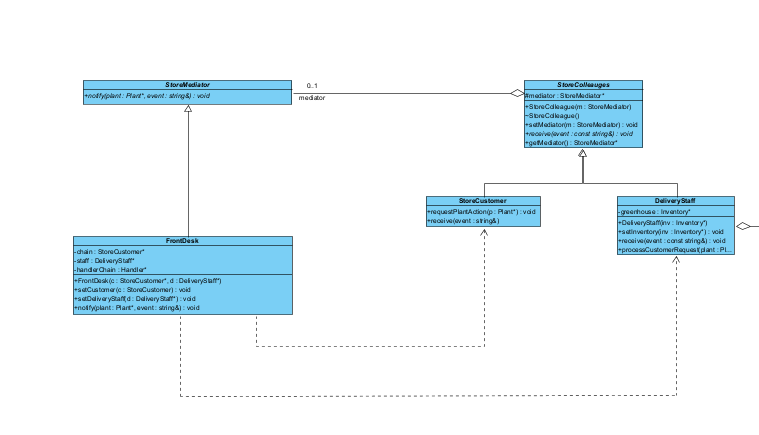 StoreMediator
+notify(plant : Plant*, event : string&) : void
0..1
mediator
StoreColleauges
#mediator : StoreMediator*
+StoreColleague(m : StoreMediator)
~StoreColleague()
+setMediator(m : StoreMediator) : void
+receive(event : const string&) : void
+getMediator() : StoreMediator*
StoreCustomer
+requestPlantAction(p : Plant*) : void
+receive(event : string&)
DeliveryStaff
-greenhouse : Inventory*
+DeliveryStaff(inv : Inventory*)
+setInventory(inv : Inventory*) : void
+receive(event : const string&) : void
+processCustomerRequest(plant : Pl...
FrontDesk
-chain : StoreCustomer*
-staff : DeliveryStaff*
-handlerChain : Handler*
+FrontDesk(c : StoreCustomer*, d : DeliveryStaff*)
+setCustomer(c : StoreCustomer) : void
+setDeliveryStaff(d : DeliveryStaff*) : void
+notify(plant : Plant*, event : string&) : void